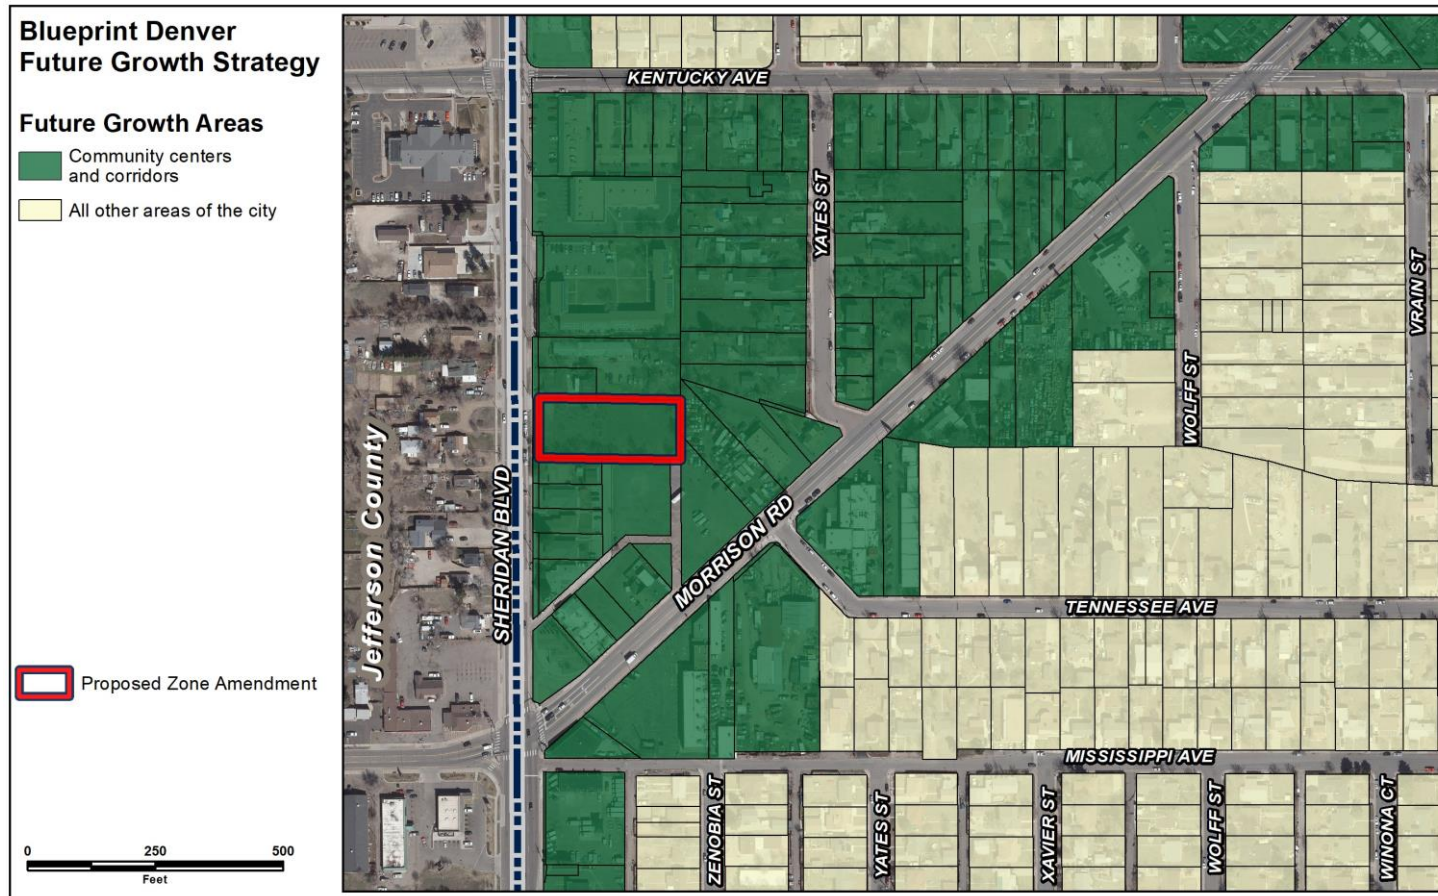 Blueprint Denver
Future Growth Strategy
Future Growth Areas
Community centers
and corridors
All other areas of the city
Proposed Zone Amendment
0 250 500
Feet
KENTUCKY AVE
YATES ST
WOLFF ST
VRAIN ST
Jefferson County
SHERIDAN BLVD
MORRISON RD
TENNESSEE AVE
MISSISSIPPI AVE
ZENOBIA ST
YATES ST
XAVIER ST
WOLFF ST
WINONA CT